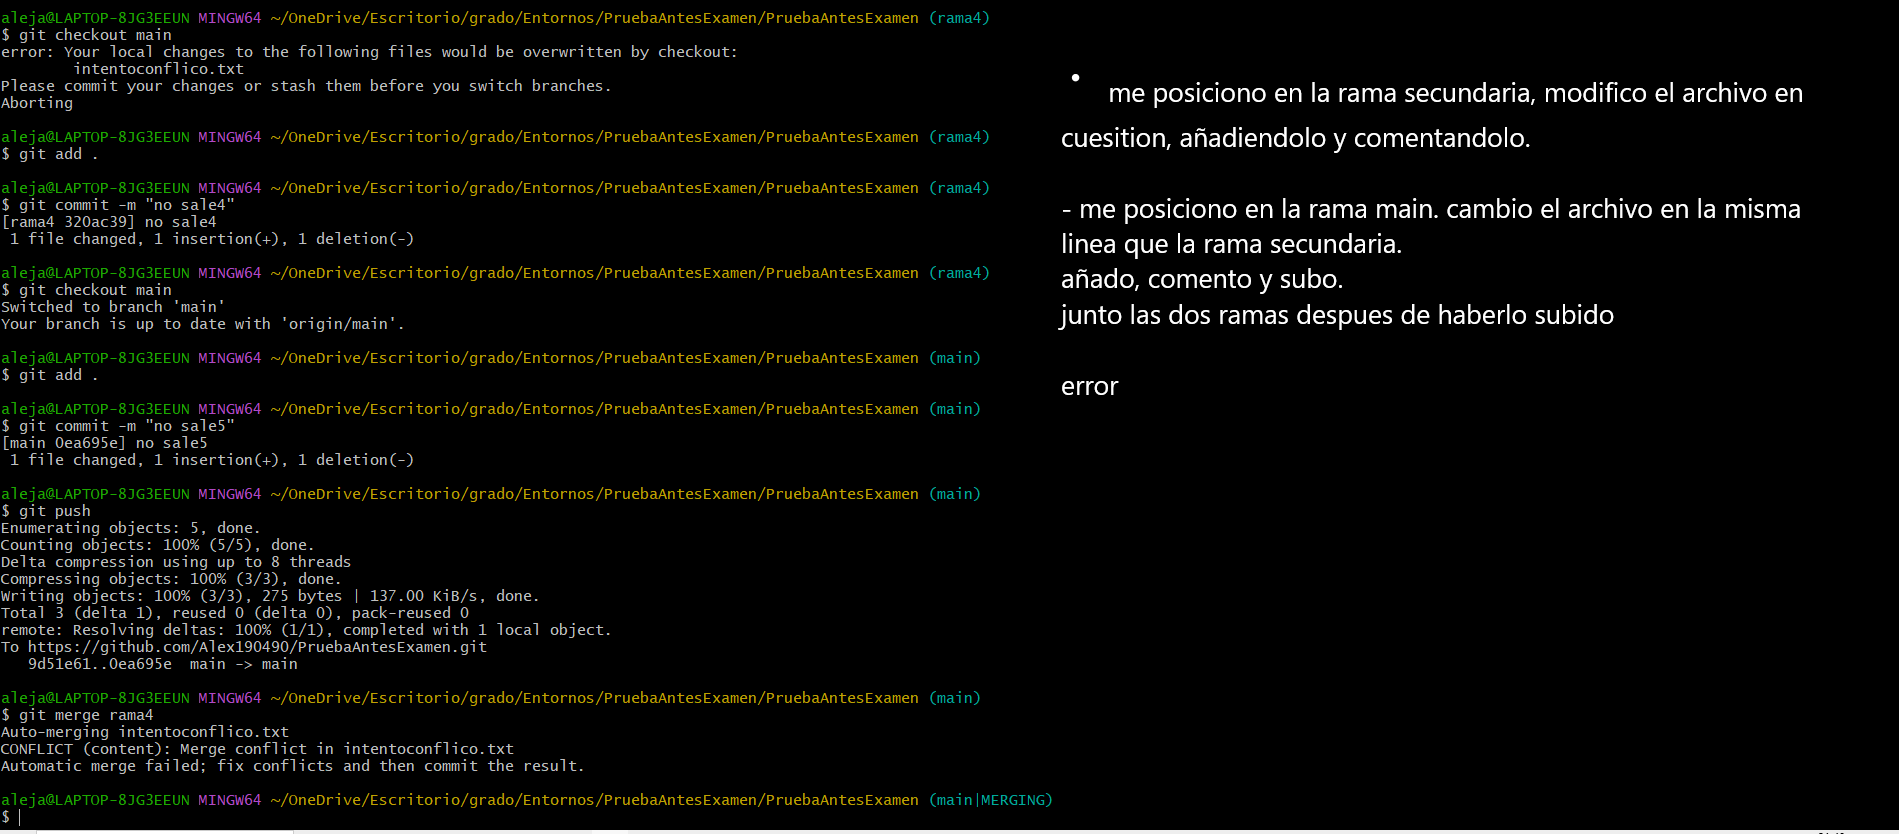 aleja@LAPTOP-8JG3EEUN MINGW64 ~/OneDrive/Escritorio/grado/Entornos/PruebaAntesExamen/PruebaAntesExamen (rama4)
$ git checkout main
error: Your local changes to the following files would be overwritten by checkout:
        intentoconflico.txt
Please commit your changes or stash them before you switch branches.
Aborting
aleja@LAPTOP-8JG3EEUN MINGW64 ~/OneDrive/Escritorio/grado/Entornos/PruebaAntesExamen/PruebaAntesExamen (rama4)
$ git add .
aleja@LAPTOP-8JG3EEUN MINGW64 ~/OneDrive/Escritorio/grado/Entornos/PruebaAntesExamen/PruebaAntesExamen (rama4)
$ git commit -m "no sale4"
[rama4 320ac39] no sale4
 1 file changed, 1 insertion(+), 1 deletion(-)
aleja@LAPTOP-8JG3EEUN MINGW64 ~/OneDrive/Escritorio/grado/Entornos/PruebaAntesExamen/PruebaAntesExamen (rama4)
$ git checkout main
Switched to branch 'main'
Your branch is up to date with 'origin/main'.
aleja@LAPTOP-8JG3EEUN MINGW64 ~/OneDrive/Escritorio/grado/Entornos/PruebaAntesExamen/PruebaAntesExamen (main)
$ git add .
aleja@LAPTOP-8JG3EEUN MINGW64 ~/OneDrive/Escritorio/grado/Entornos/PruebaAntesExamen/PruebaAntesExamen (main)
$ git commit -m "no sale5"
[main 0ea695e] no sale5
 1 file changed, 1 insertion(+), 1 deletion(-)
aleja@LAPTOP-8JG3EEUN MINGW64 ~/OneDrive/Escritorio/grado/Entornos/PruebaAntesExamen/PruebaAntesExamen (main)
$ git push
Enumerating objects: 5, done.
Counting objects: 100% (5/5), done.
Delta compression using up to 8 threads
Compressing objects: 100% (3/3), done.
Writing objects: 100% (3/3), 275 bytes | 137.00 KiB/s, done.
Total 3 (delta 1), reused 0 (delta 0), pack-reused 0
remote: Resolving deltas: 100% (1/1), completed with 1 local object.
To https://github.com/Alex190490/PruebaAntesExamen.git
   9d51e61..0ea695e  main -> main
aleja@LAPTOP-8JG3EEUN MINGW64 ~/OneDrive/Escritorio/grado/Entornos/PruebaAntesExamen/PruebaAntesExamen (main)
$ git merge rama4
Auto-merging intentoconflico.txt
CONFLICT (content): Merge conflict in intentoconflico.txt
Automatic merge failed; fix conflicts and then commit the result.
aleja@LAPTOP-8JG3EEUN MINGW64 ~/OneDrive/Escritorio/grado/Entornos/PruebaAntesExamen/PruebaAntesExamen (main|MERGING)
$
• me posiciono en la rama secundaria, modifico el archivo en
cuesition, añadiendolo y comentandolo.
- me posiciono en la rama main. cambio el archivo en la misma
linea que la rama secundaria.
añado, comento y subo.
junto las dos ramas despues de haberlo subido
error